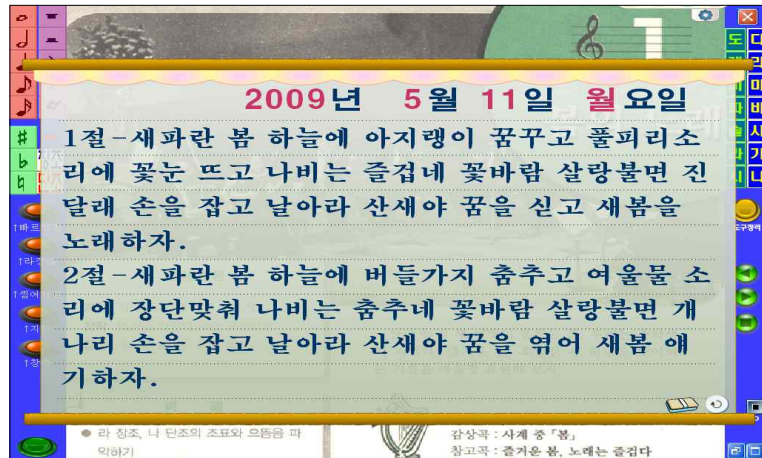 1
2009년 5월 11일 월요일
1절-새파란 봄 하늘에 아지랭이 꿈꾸고 풀피리소
리에 꽃눈 뜨고 나비는 즐겁네 꽃바람 살랑불면 진
달래 손을 잡고 날아라 산새야 꿈을 싣고 새봄을
노래하자.
2절-새파란 봄 하늘에 버들가지 춤추고 여울물 소
리에 장단맞춰 나비는 춤추네 꽃바람 살랑불면 개
나리 손을 잡고 날아라 산새야 꿈을 엮어 새봄 얘
기하자.
라 장조, 나 단조의 조표와 으뜸음 파
악하기
감상곡 : 사계 중 「봄」
참고곡 : 즐거운 봄, 노래는 즐겁다